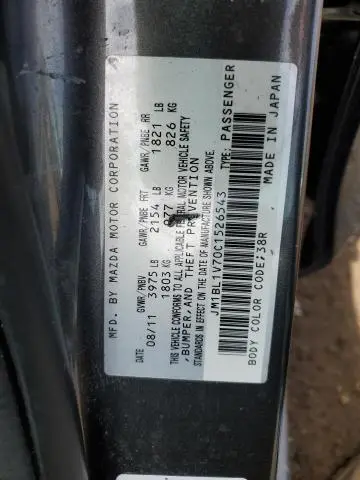 MFD. BY MAZDA MOTOR CORPORATION
GVWR/PNBV GAWR/PNBE FRT GAWR/PNBE RR
DATE 08/11 3975 LB 2154 LB 1821 LB
1803 KG 977 KG 826 KG
THIS VEHICLE CONFORMS TO ALL APPLICABLE FEDERAL MOTOR VEHICLE SAFETY
,BUMPER,AND THEFT PREVENTION
STANDARDS IN EFFECT ON THE DATE OF MANUFACTURE SHOWN ABOVE.
JM1BL1V70C1526543 TYPE: PASSENGER
BODY COLOR CODE;38R MADE IN JAPAN